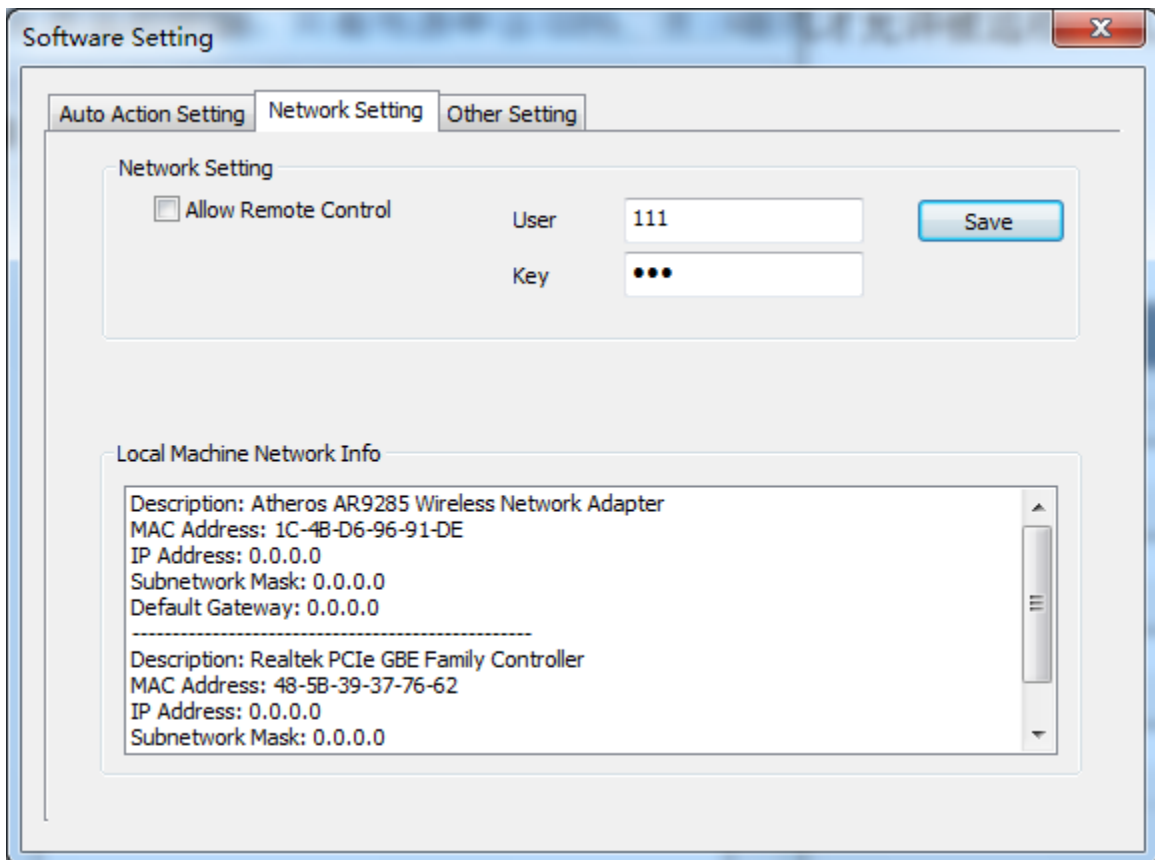 Software Setting
Auto Action Setting Network Setting Other Setting
Network Setting
Allow Remote Control
User 111 Save
Key •••
Local Machine Network Info
Description: Atheros AR9285 Wireless Network Adapter
MAC Address: 1C-4B-D6-96-91-DE
IP Address: 0.0.0.0
Subnetwork Mask: 0.0.0.0
Default Gateway: 0.0.0.0
--------------------------------------------------
Description: Realtek PCIe GBE Family Controller
MAC Address: 48-5B-39-37-76-62
IP Address: 0.0.0.0
Subnetwork Mask: 0.0.0.0